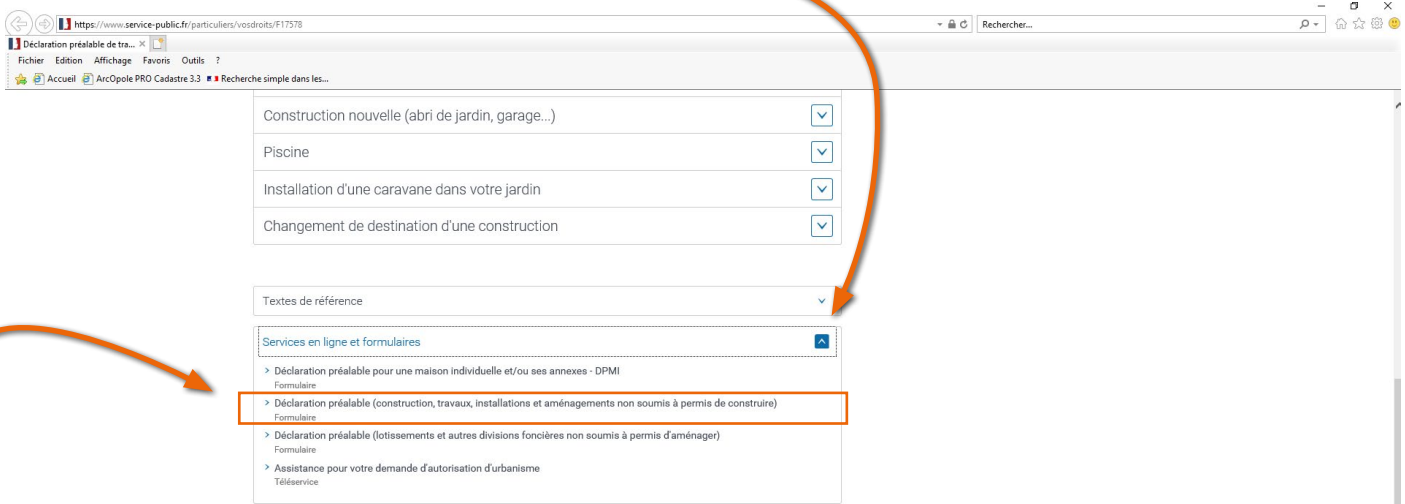 https://www.service-public.fr/particuliers/vosdroits/F17578
Rechercher...
Déclaration préalable de tra...
Fichier Edition Affichage Favoris Outils ?
Accueil ArcOpole PRO Cadastre 3.3 Recherche simple dans les...
Construction nouvelle (abri de jardin, garage...)
Piscine
Installation d'une caravane dans votre jardin
Changement de destination d'une construction
Textes de référence
Services en ligne et formulaires
Déclaration préalable pour une maison individuelle et/ou ses annexes - DPMI
Formulaire
Déclaration préalable (construction, travaux, installations et aménagements non soumis à permis de construire)
Formulaire
Déclaration préalable (lotissements et autres divisions foncières non soumis à permis d'aménager)
Formulaire
Assistance pour votre demande d'autorisation d'urbanisme
Téléservice